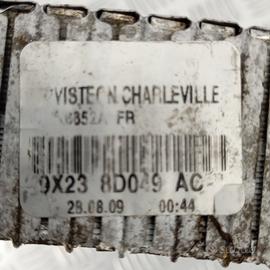 VISTEON CHARLEVILLE
FR
9X23 8D049 AC
28.08.09 00:44